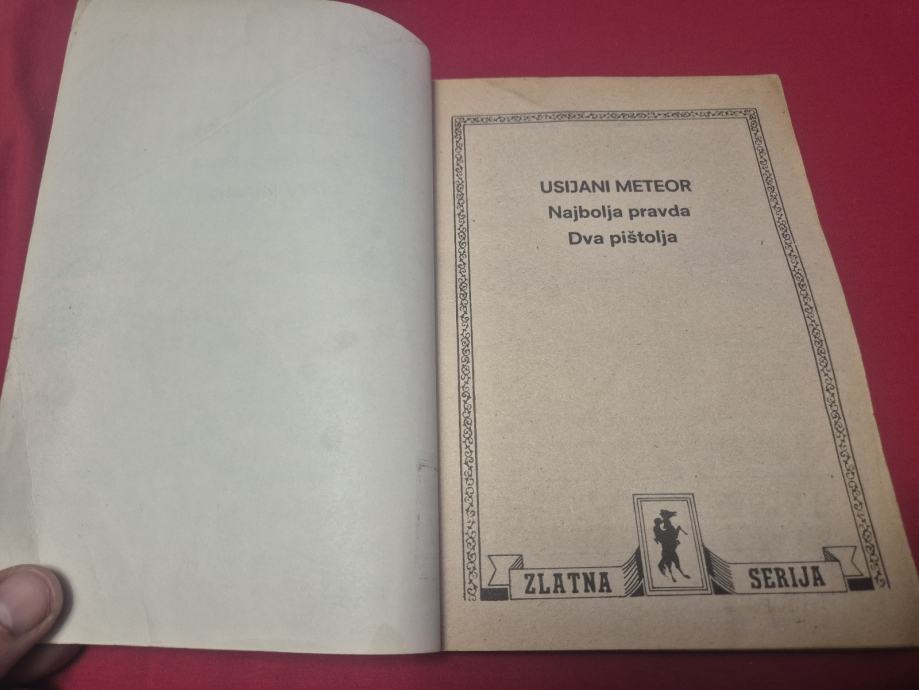 USIJANI METEOR
Najbolja pravda
Dva pištolja
ZLATNA SERIJA